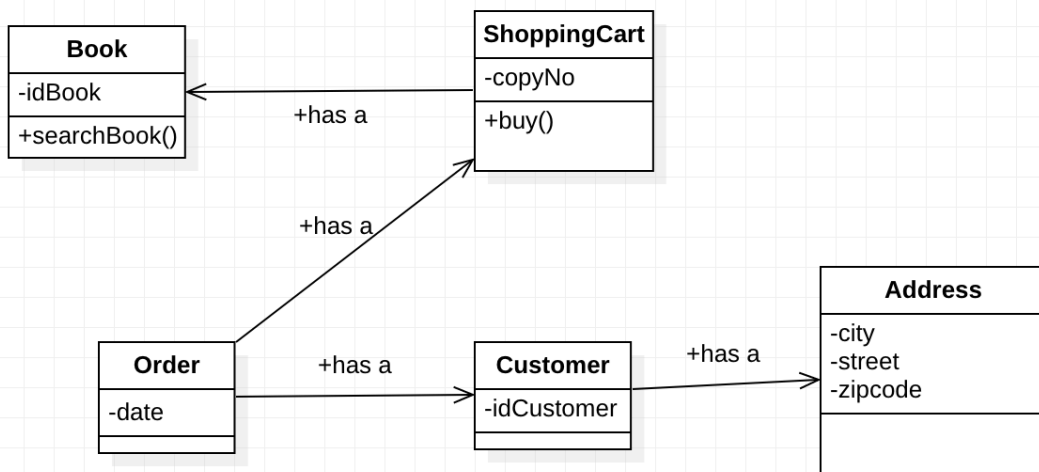 Book
-idBook
+searchBook()
ShoppingCart
-copyNo
+buy()
+has a
+has a
Order
-date
+has a
Customer
-idCustomer
+has a
Address
-city
-street
-zipcode